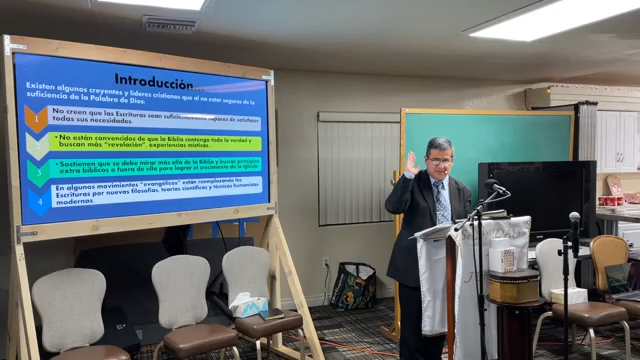 Introducción...
Existen algunos creyentes y líderes cristianos que al no estar seguros de la
suficiencia de la Palabra de Dios:
1 No creen que las Escrituras sean suficientemente capaces de satisfacer
todas sus necesidades.
2 • No están convencidos de que la Biblia contenga toda la verdad y
buscan más "revelación", experiencias místicas.
3 • Sostienen que se debe mirar más allá de la Biblia y buscar principios
extra bíblicos a fuera de ella para lograr el crecimiento de la iglesia.
4 En algunos movimientos "evangélicos" están reemplazando las
Escrituras por nuevas filosofías, teorías científicas y técnicas humanistas
modernas.